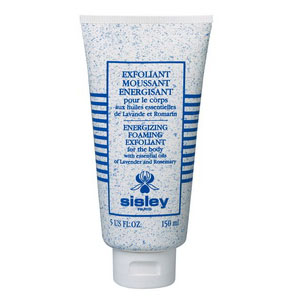 EXFOLIANT
MOUSSANT
ENERGISANT
pour le corps
aux huiles essentielles
de Lavande et Romarin
ENERGIZING
FOAMING
EXFOLIANT
for the body
with essential oils
of Lavender and Rosemary
sisley
PARIS
5 US FL.OZ. 150 ml